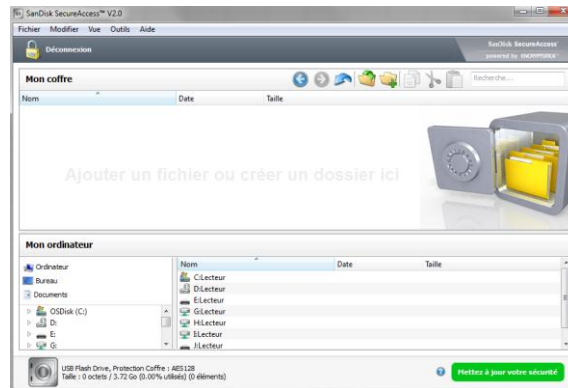 SanDisk SecureAccess™ V2.0
Fichier Modifier Vue Outils Aide
Déconnexion
SanDisk SecureAccess
powered by ENCRYPTSTICK
Mon coffre
Recherche...
Nom Date Taille
Ajouter un fichier ou créer un dossier ici
Mon ordinateur
Ordinateur
Bureau
Documents
OSDisk (C:)
D:
E:
G:
Nom Date Taille
C:Lecteur
D:Lecteur
E:Lecteur
G:Lecteur
H:Lecteur
I:Lecteur
J:Lecteur
USB Flash Drive, Protection Coffre : AES128
Taille : 0 octets / 3.72 Go (0.00% utilisés) (0 éléments)
Mettez à jour votre sécurité